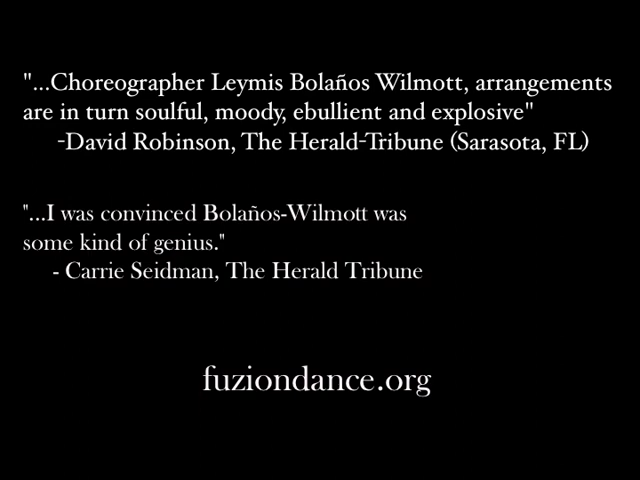 "...Choreographer Leymis Bolaños Wilmott, arrangements
are in turn soulful, moody, ebullient and explosive"
-David Robinson, The Herald-Tribune (Sarasota, FL)
"...I was convinced Bolaños-Wilmott was
some kind of genius."
- Carrie Seidman, The Herald Tribune
fuziondance.org